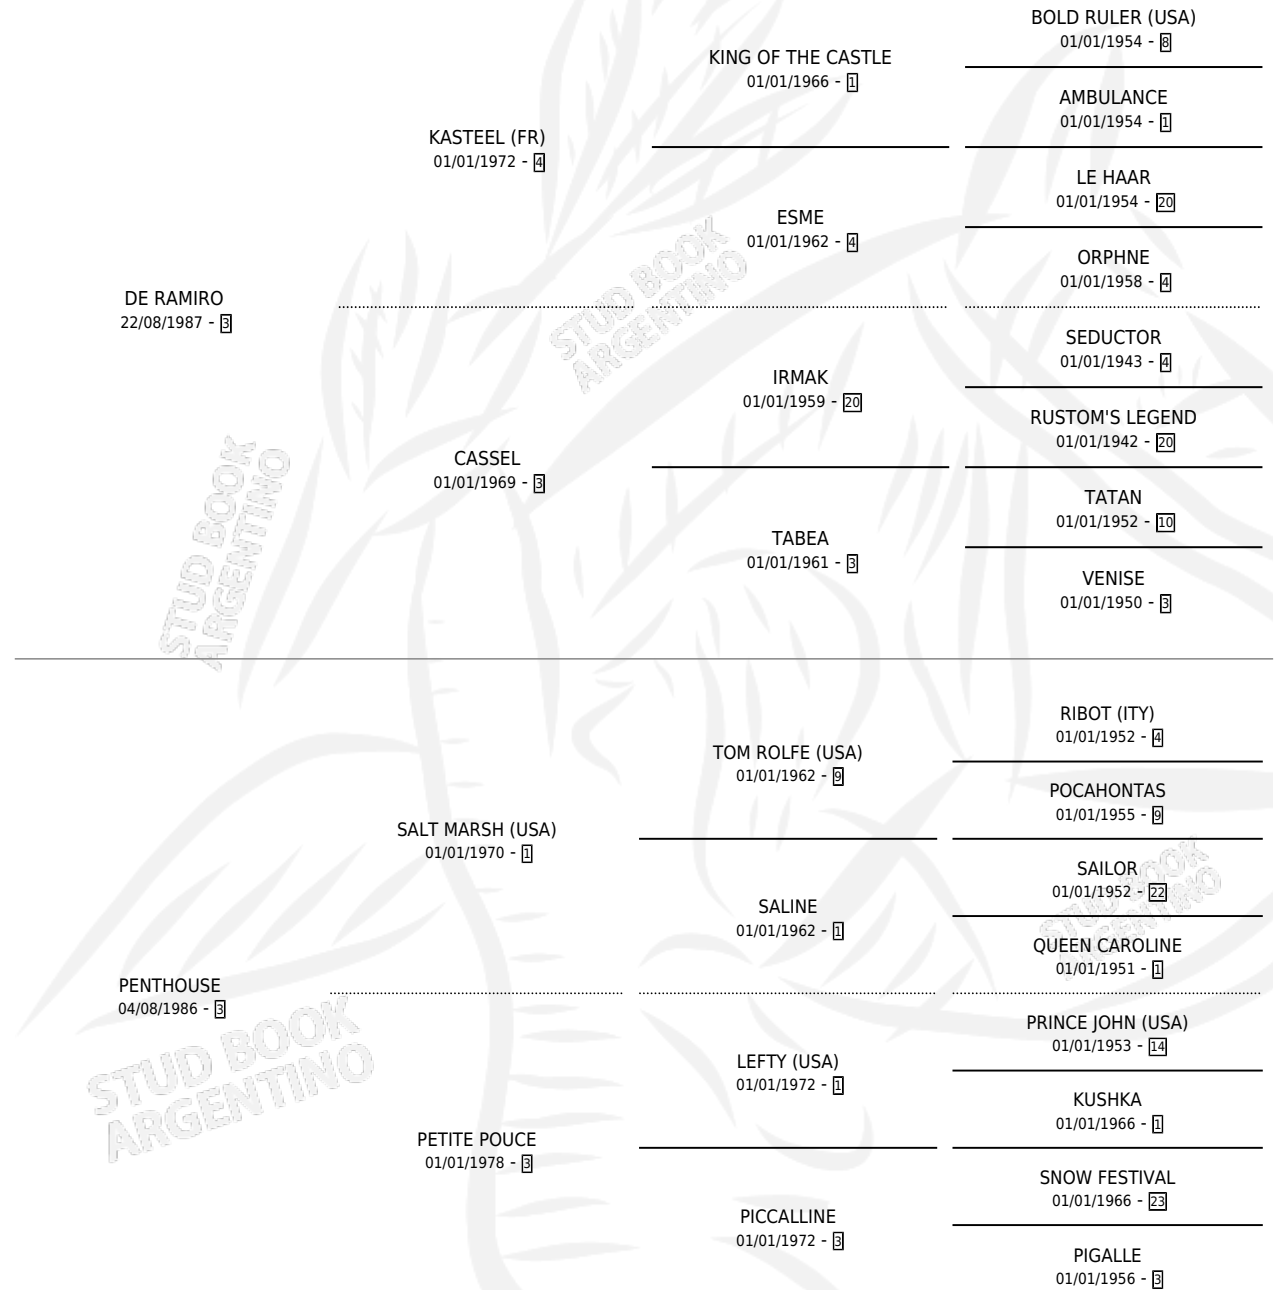 BOLD RULER (USA)
01/01/1954 - 8
KING OF THE CASTLE
01/01/1966 - 1
AMBULANCE
01/01/1954 - 1
KASTEEL (FR)
01/01/1972 - 4
LE HAAR
01/01/1954 - 20
ESME
01/01/1962 - 4
ORPHNE
01/01/1958 - 4
DE RAMIRO
22/08/1987 - 3
SEDUCTOR
01/01/1943 - 4
IRMAK
01/01/1959 - 20
RUSTOM'S LEGEND
01/01/1942 - 20
CASSEL
01/01/1969 - 3
TATAN
01/01/1952 - 10
TABEA
01/01/1961 - 3
VENISE
01/01/1950 - 3
RIBOT (ITY)
01/01/1952 - 4
TOM ROLFE (USA)
01/01/1962 - 9
POCAHONTAS
01/01/1955 - 9
SALT MARSH (USA)
01/01/1970 - 1
SAILOR
01/01/1952 - 22
SALINE
01/01/1962 - 1
QUEEN CAROLINE
01/01/1951 - 1
PENTHOUSE
04/08/1986 - 3
PRINCE JOHN (USA)
01/01/1953 - 14
LEFTY (USA)
01/01/1972 - 1
KUSHKA
01/01/1966 - 1
PETITE POUCE
01/01/1978 - 3
SNOW FESTIVAL
01/01/1966 - 23
PICCALLINE
01/01/1972 - 3
PIGALLE
01/01/1956 - 3
STUD BOOK
ARGENTINO
STUD BOOK
ARGENTINO
STUD BOOK
ARGENTINO
STUD BOOK
ARGENTINO